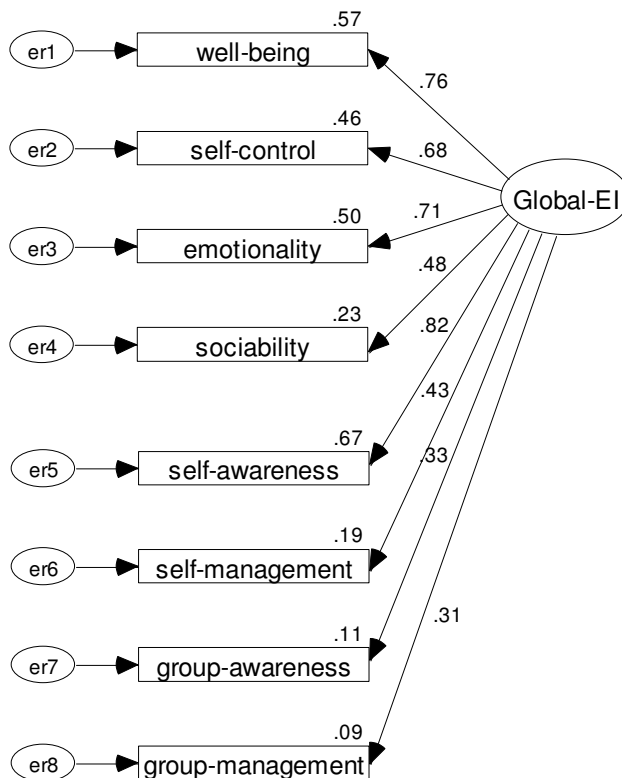 .57
er1 well-being
.76
.46
er2 self-control
.68
Global-EI
.50
.71
er3 emotionality
.48
.23
er4 sociability
.82
.43
.67
.33
er5 self-awareness
.19
er6 self-management
.31
.11
er7 group-awareness
.09
er8 group-management